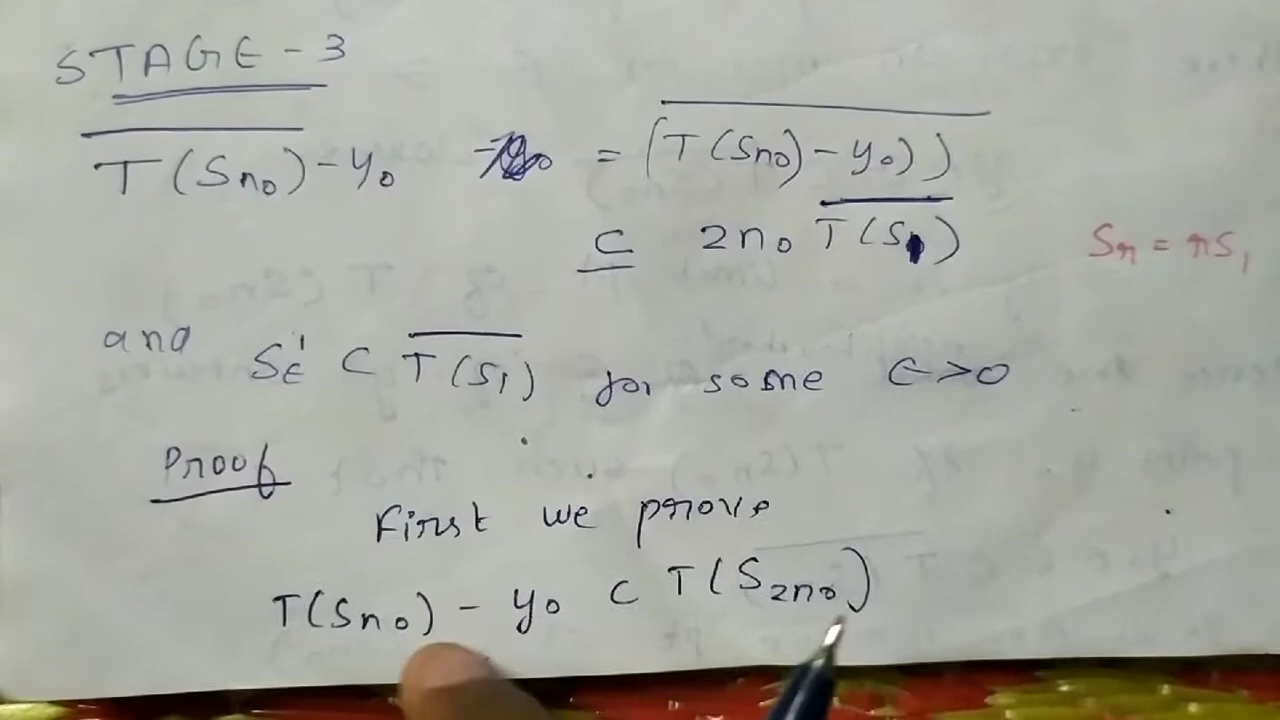 STAGE - 3
T(Sn₀) - y₀ = (T(Sn₀) - y₀))
⊆ 2n₀ T(S₁) Sₙ = nS₁
and Sϵ' ⊂ T(S₁) for some ϵ>0
Proof
First we prove
T(Sn₀) - y₀ ⊂ T(S₂n₀)